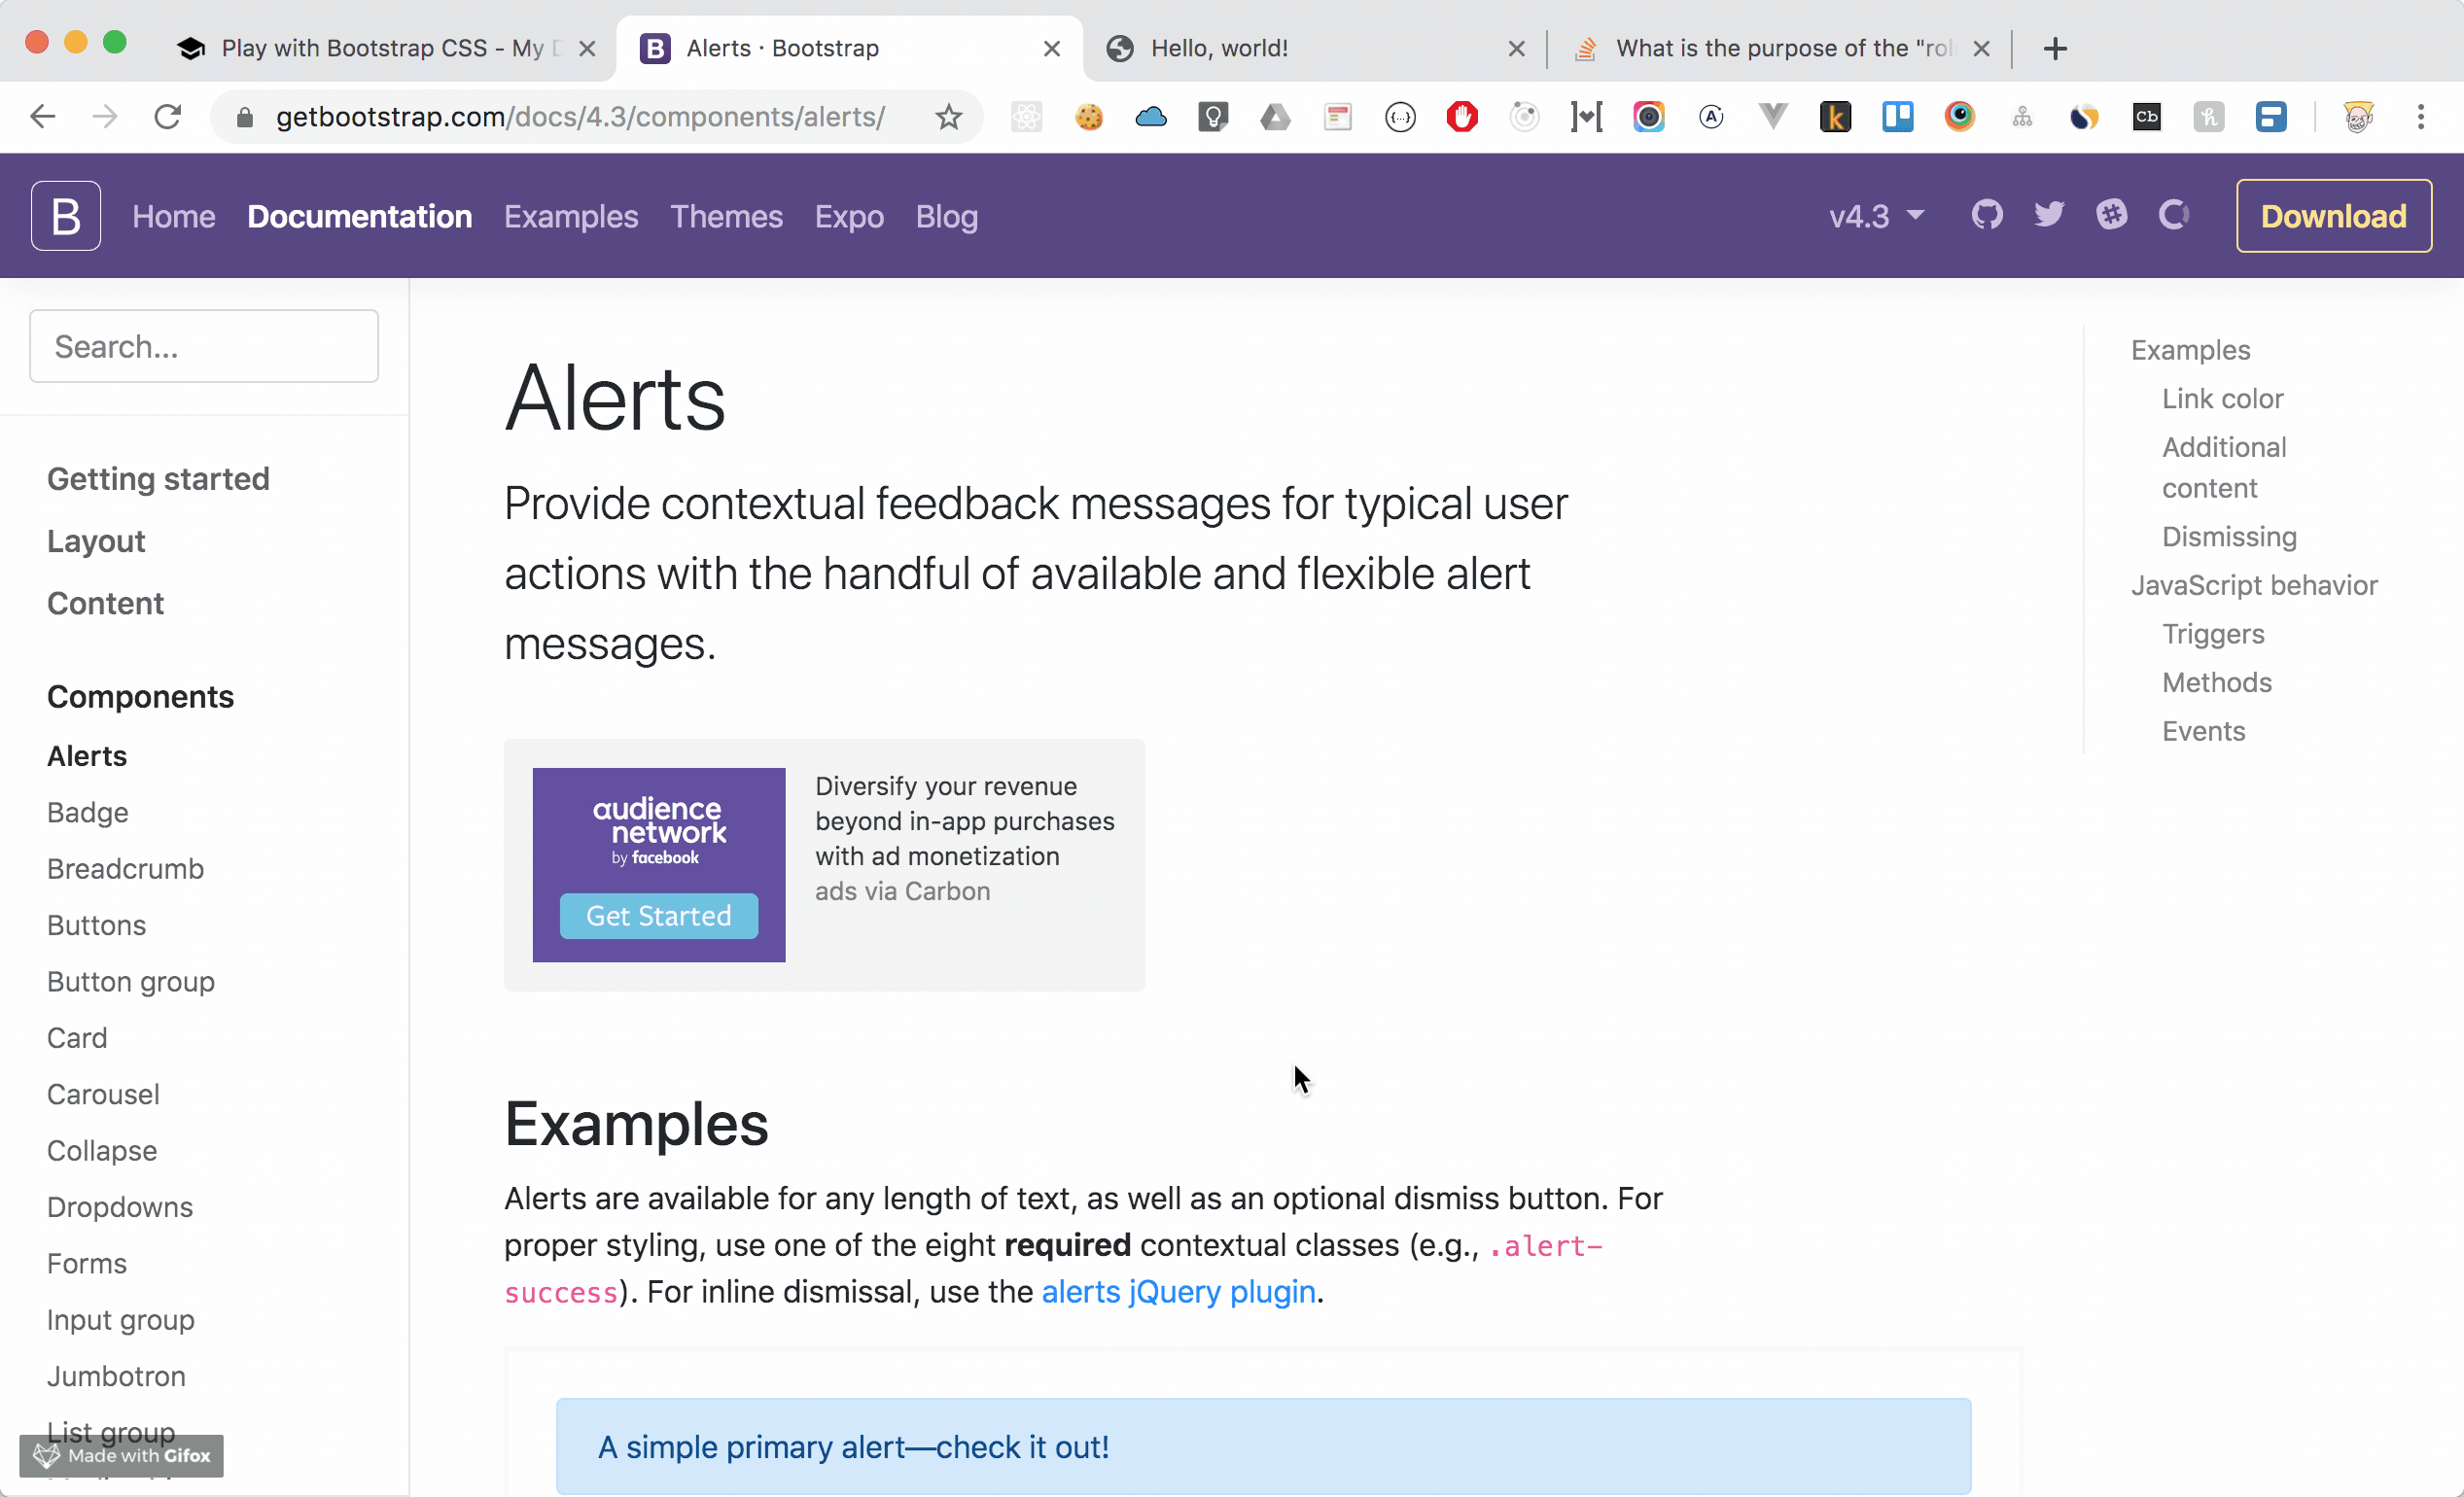 Play with Bootstrap CSS - My
Alerts · Bootstrap
Hello, world!
What is the purpose of the "rol
getbootstrap.com/docs/4.3/components/alerts/
B
Home
Documentation
Examples
Themes
Expo
Blog
v4.3
Download
Search...
Getting started
Layout
Content
Components
Alerts
Badge
Breadcrumb
Buttons
Button group
Card
Carousel
Collapse
Dropdowns
Forms
Input group
Jumbotron
List group
Made with Gifox
Alerts
Provide contextual feedback messages for typical user
actions with the handful of available and flexible alert
messages.
audience
network
by facebook
Get Started
Diversify your revenue
beyond in-app purchases
with ad monetization
ads via Carbon
Examples
Alerts are available for any length of text, as well as an optional dismiss button. For
proper styling, use one of the eight required contextual classes (e.g., .alert-
success). For inline dismissal, use the alerts jQuery plugin.
A simple primary alert—check it out!
Examples
Link color
Additional
content
Dismissing
JavaScript behavior
Triggers
Methods
Events